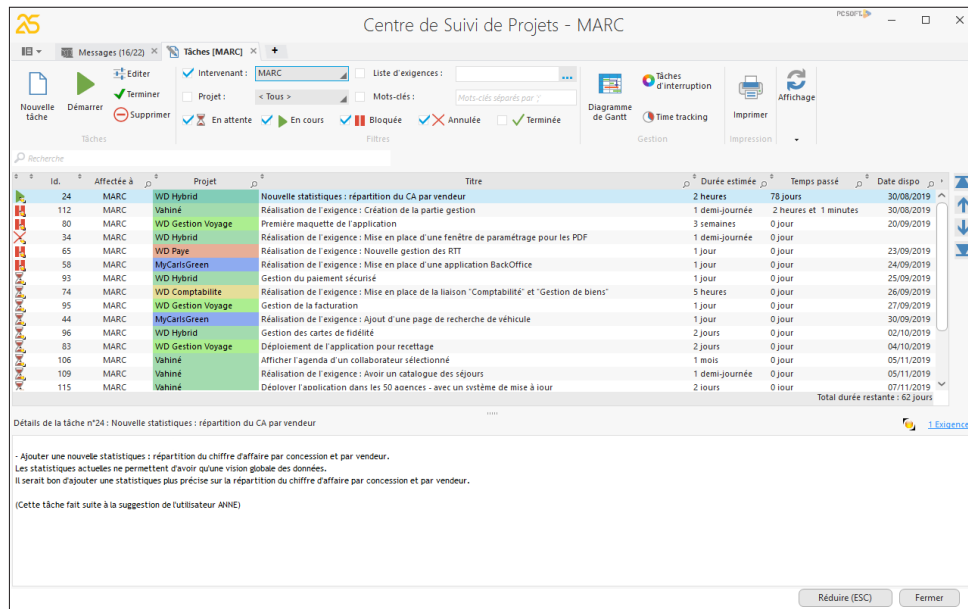 25
Centre de Suivi de Projets - MARC
PC SOFT
Messages (16/22)
Tâches [MARC]
+
Nouvelle tâche
Démarrer
Editer
Terminer
Supprimer
Tâches
Intervenant :
MARC
Liste d'exigences :
...
Projet :
< Tous >
Mots-clés :
Mots-clés séparés par ';'
En attente
En cours
Bloquée
Annulée
Terminée
Filtres
Diagramme de Gantt
Tâches d'interruption
Time tracking
Gestion
Imprimer
Impression
Affichage
Recherche
Id. Affectée à Projet Titre Durée estimée Temps passé Date dispo
24 MARC WD Hybrid Nouvelle statistiques : répartition du CA par vendeur 2 heures 78 jours 30/08/2019
112 MARC Vahiné Réalisation de l'exigence : Création de la partie gestion 1 demi-journée 2 heures et 1 minutes 30/08/2019
80 MARC WD Gestion Voyage Première maquette de l'application 3 semaines 0 jour 20/09/2019
34 MARC WD Hybrid Réalisation de l'exigence : Mise en place d'une fenêtre de paramétrage pour les PDF 1 demi-journée 0 jour
65 MARC WD Paye Réalisation de l'exigence : Nouvelle gestion des RTT 1 jour 0 jour 23/09/2019
58 MARC MyCarIsGreen Réalisation de l'exigence : Mise en place d'une application BackOffice 1 jour 0 jour 24/09/2019
93 MARC WD Hybrid Gestion du paiement sécurisé 1 jour 0 jour 25/09/2019
74 MARC WD Comptabilite Réalisation de l'exigence : Mise en place de la liaison "Comptabilité" et "Gestion de biens" 5 heures 0 jour 26/09/2019
95 MARC WD Gestion Voyage Gestion de la facturation 1 jour 0 jour 27/09/2019
44 MARC MyCarIsGreen Réalisation de l'exigence : Ajout d'une page de recherche de véhicule 1 jour 0 jour 30/09/2019
96 MARC WD Hybrid Gestion des cartes de fidélité 2 jours 0 jour 02/10/2019
83 MARC WD Gestion Voyage Déploiement de l'application pour recettage 2 jours 0 jour 04/10/2019
106 MARC Vahiné Afficher l'agenda d'un collaborateur sélectionné 1 mois 0 jour 05/11/2019
109 MARC Vahiné Réalisation de l'exigence : Avoir un catalogue des séjours 1 demi-journée 0 jour 05/11/2019
115 MARC Vahiné Déployer l'application dans les 50 agences - avec un système de mise à jour 2 jours 0 jour 07/11/2019
Total durée restante : 62 jours
Détails de la tâche n°24 : Nouvelle statistiques : répartition du CA par vendeur
1 Exigence
- Ajouter une nouvelle statistiques : répartition du chiffre d'affaire par concession et par vendeur.
Les statistiques actuelles ne permettent d'avoir qu'une vision globale des données.
Il serait bon d'ajouter une statistiques plus précise sur la répartition du chiffre d'affaire par concession et par vendeur.
(Cette tâche fait suite à la suggestion de l'utilisateur ANNE)
Réduire (ESC)
Fermer